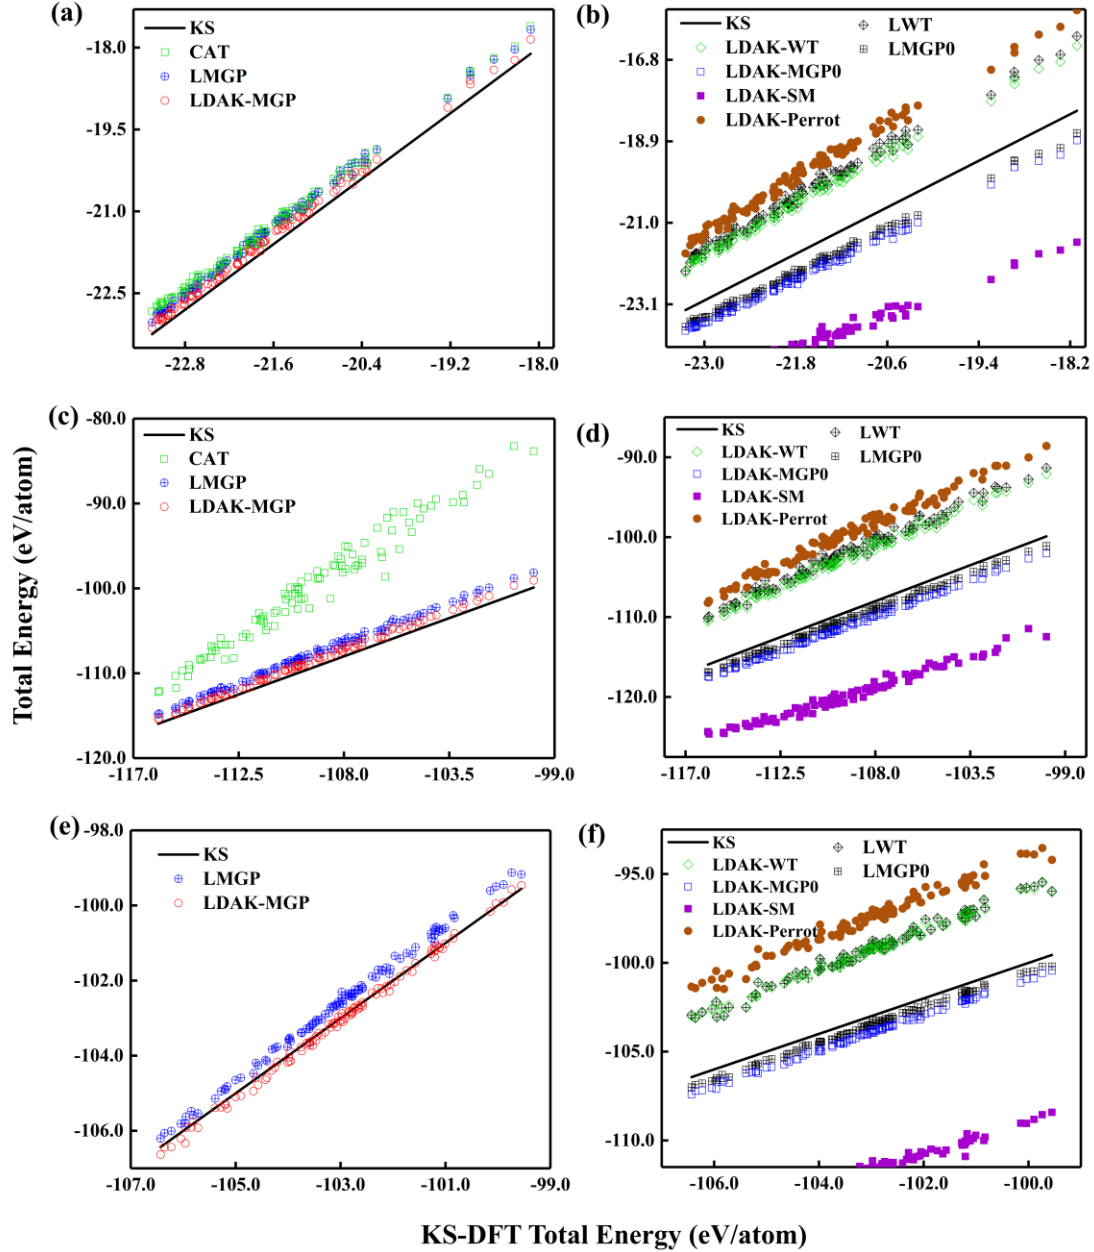 (a)
KS
CAT
LMGP
LDAK-MGP
-18.0
-19.5
-21.0
-22.5
-22.8 -21.6 -20.4 -19.2 -18.0
(b)
KS
LDAK-WT
LDAK-MGP0
LDAK-SM
LDAK-Perrot
LWT
LMGP0
-16.8
-18.9
-21.0
-23.1
-23.0 -21.8 -20.6 -19.4 -18.2
(c)
KS
CAT
LMGP
LDAK-MGP
-80.0
-90.0
-100.0
-110.0
-120.0
-117.0 -112.5 -108.0 -103.5 -99.0
(d)
KS
LDAK-WT
LDAK-MGP0
LDAK-SM
LDAK-Perrot
LWT
LMGP0
-90.0
-100.0
-110.0
-120.0
-117.0 -112.5 -108.0 -103.5 -99.0
Total Energy (eV/atom)
(e)
KS
LMGP
LDAK-MGP
-98.0
-100.0
-102.0
-104.0
-106.0
-107.0 -105.0 -103.0 -101.0 -99.0
(f)
KS
LDAK-WT
LDAK-MGP0
LDAK-SM
LDAK-Perrot
LWT
LMGP0
-95.0
-100.0
-105.0
-110.0
-106.0 -104.0 -102.0 -100.0
KS-DFT Total Energy (eV/atom)